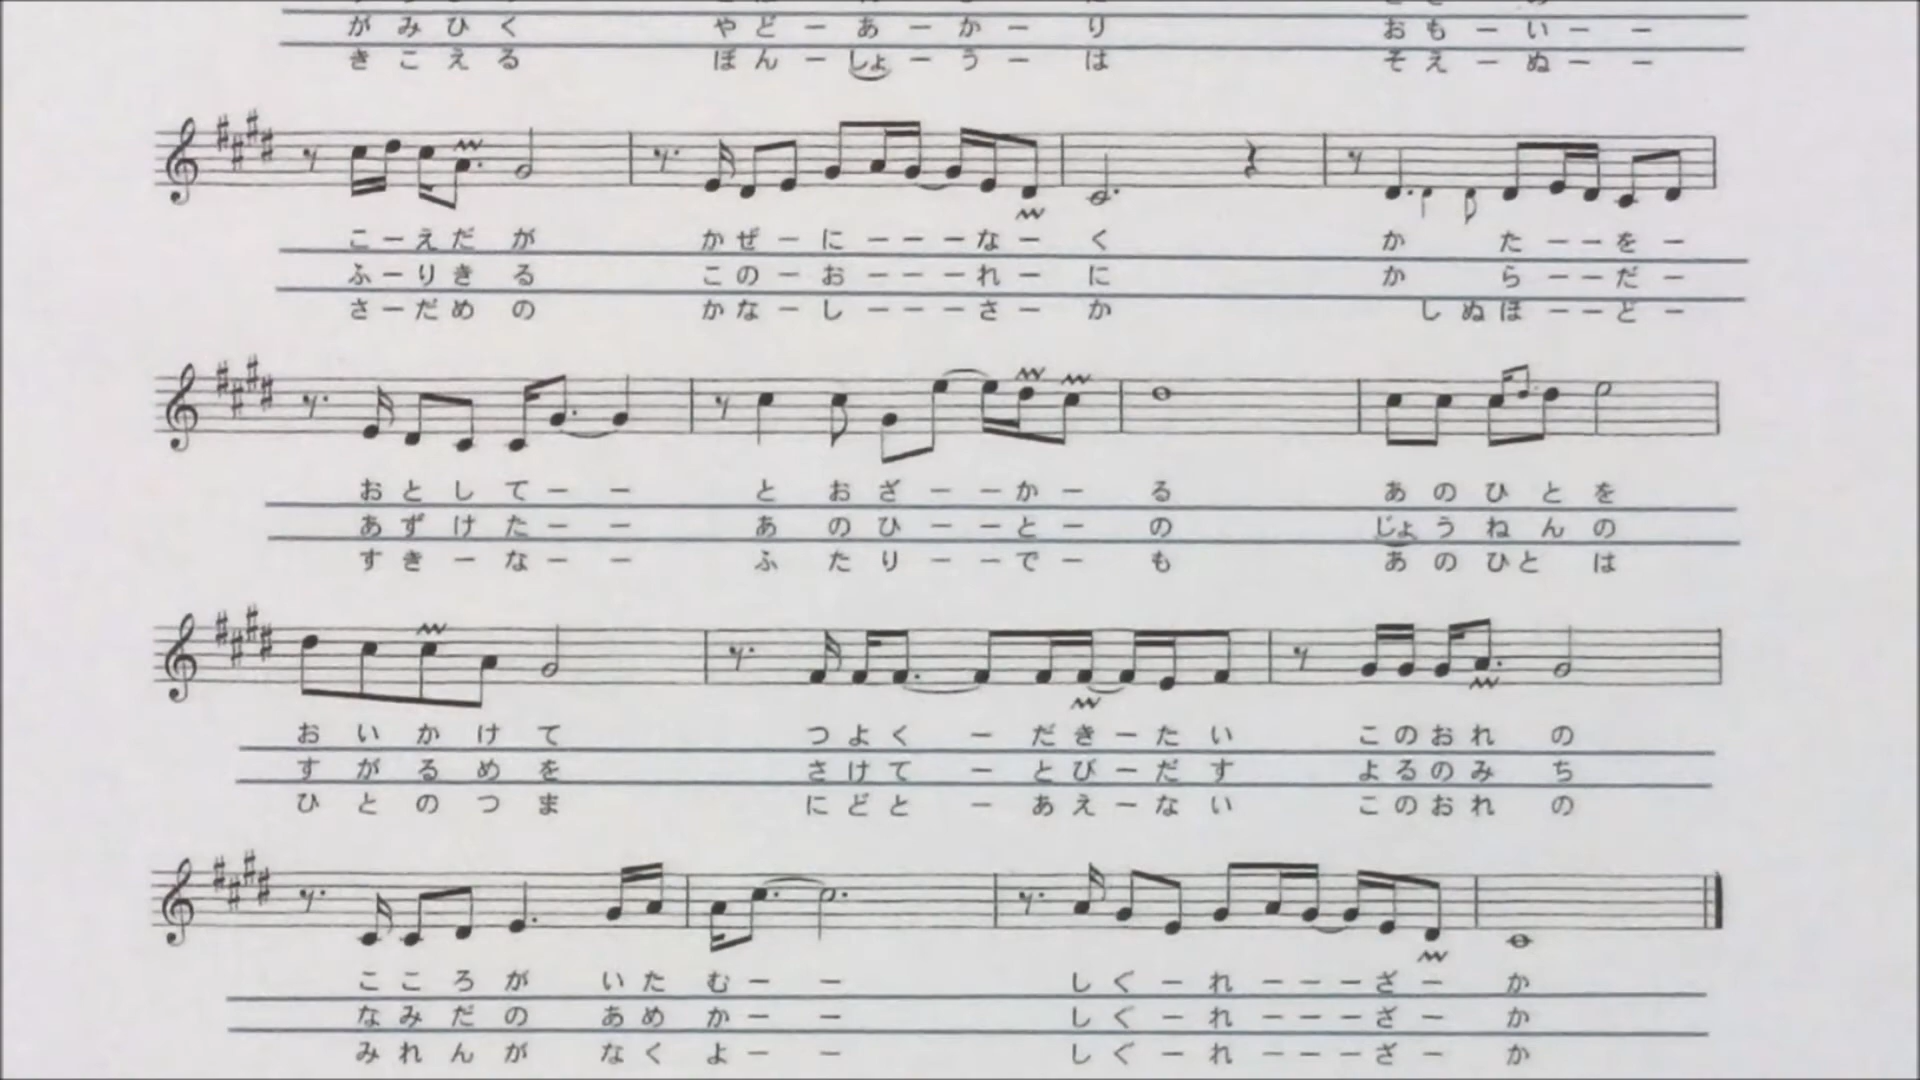 がみひく やどーあーかーり おもーいーー
きこえる ぼんーしょーうーは そえーぬーー
こーえだが かぜーにーーーなーく かたーーをー
ふーりきる このーおーーーれーに からーーだー
さーだめの かなーしーーーさーか しぬほーーどー
おとしてーー とおざーーかーる あのひとを
あずけたーー あのひーーとーの じょうねんの
すきーなーー ふたりーーでーも あのひとは
おいかけて つよくーだきーたい このおれの
すがるめを さけてーとびーだす よるのみち
ひとのつま にどとーあえーない このおれの
こころがいたむーー しぐーれーーーざーか
なみだのあめかーー しぐーれーーーざーか
みれんがなくよーー しぐーれーーーざーか